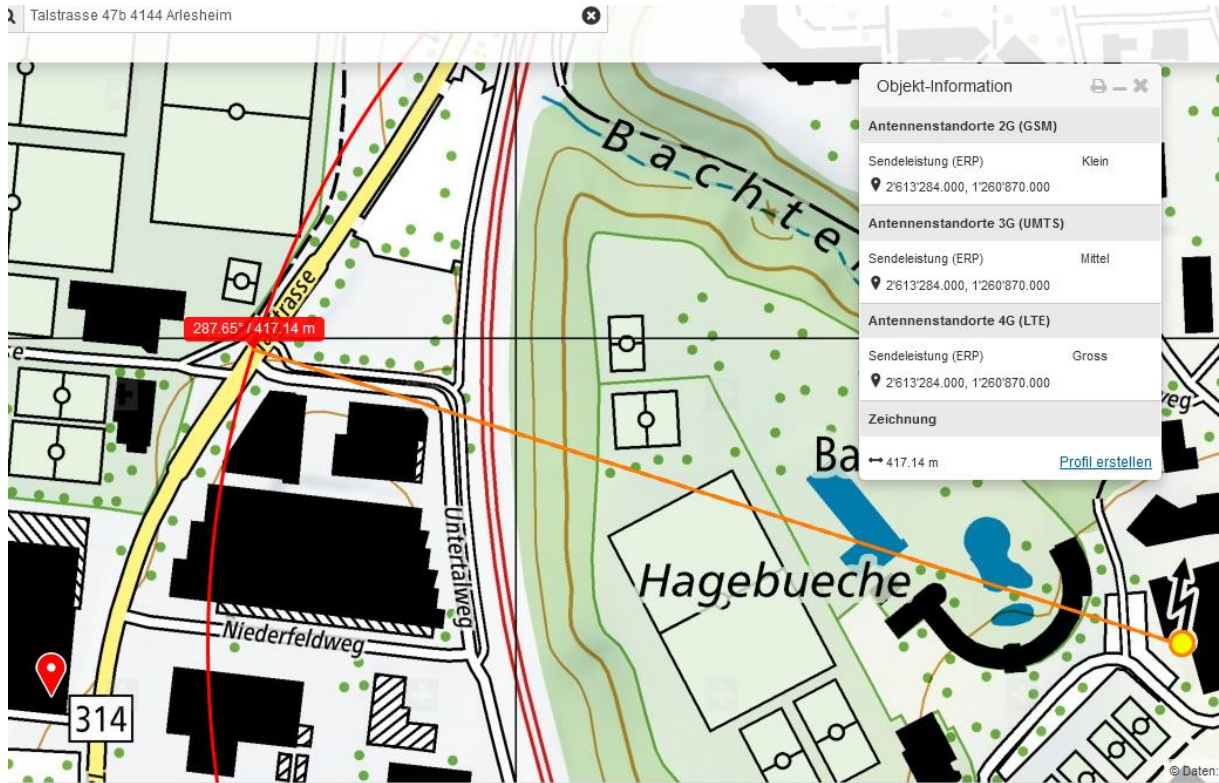 Talstrasse 47b 4144 Arlesheim
Objekt-Information
Antennenstandorte 2G (GSM)
Sendeleistung (ERP) Klein
2'613'284.000, 1'260'870.000
Antennenstandorte 3G (UMTS)
Sendeleistung (ERP) Mittel
2'613'284.000, 1'260'870.000
Antennenstandorte 4G (LTE)
Sendeleistung (ERP) Gross
2'613'284.000, 1'260'870.000
Zeichnung
417.14 m Profil erstellen
Bachte
strasse
287.65° / 417.14 m
se
weg
Ba
Untertalweg
Hagebueche
Niederfeldweg
314
© Daten: